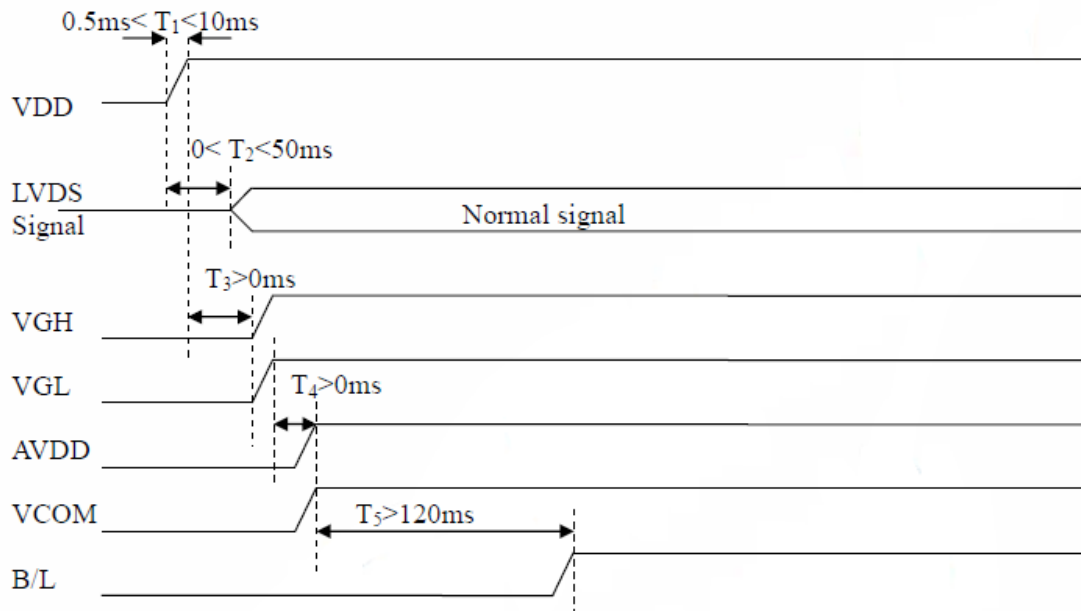 0.5ms< T₁<10ms
VDD
0< T₂<50ms
LVDS
Signal
Normal signal
T₃>0ms
VGH
VGL
T₄>0ms
AVDD
VCOM
T₅>120ms
B/L